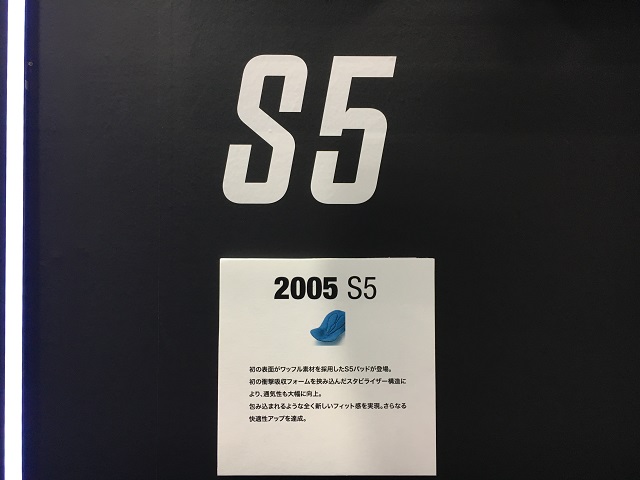 S5
2005 S5
初の表面がワッフル素材を採用したS5パッドが登場。
初の衝撃吸収フォームを挟み込んだスタビライザー構造に
より、通気性も大幅に向上。
包み込まれるような全く新しいフィット感を実現。さらなる
快適性アップを達成。